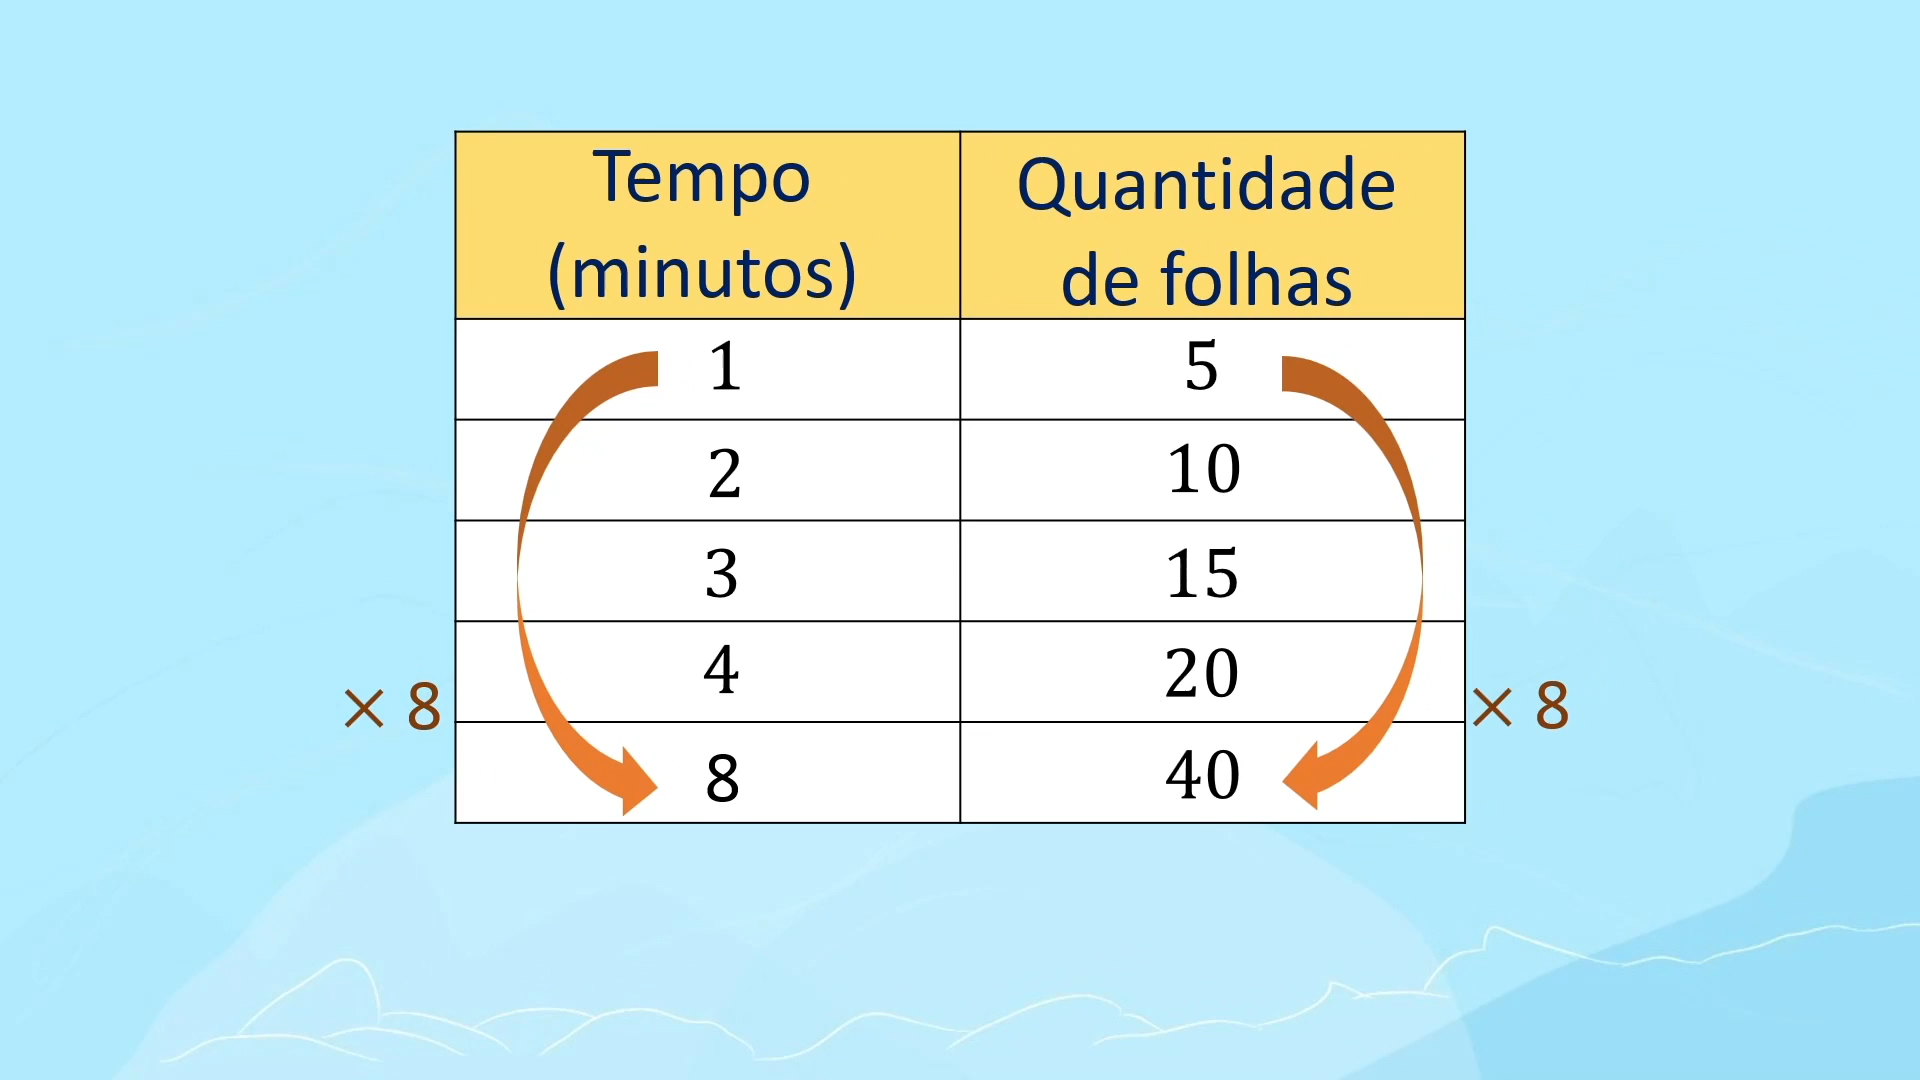 Tempo
(minutos)
Quantidade
de folhas
1 5
2 10
3 15
4 20
× 8 × 8
8 40